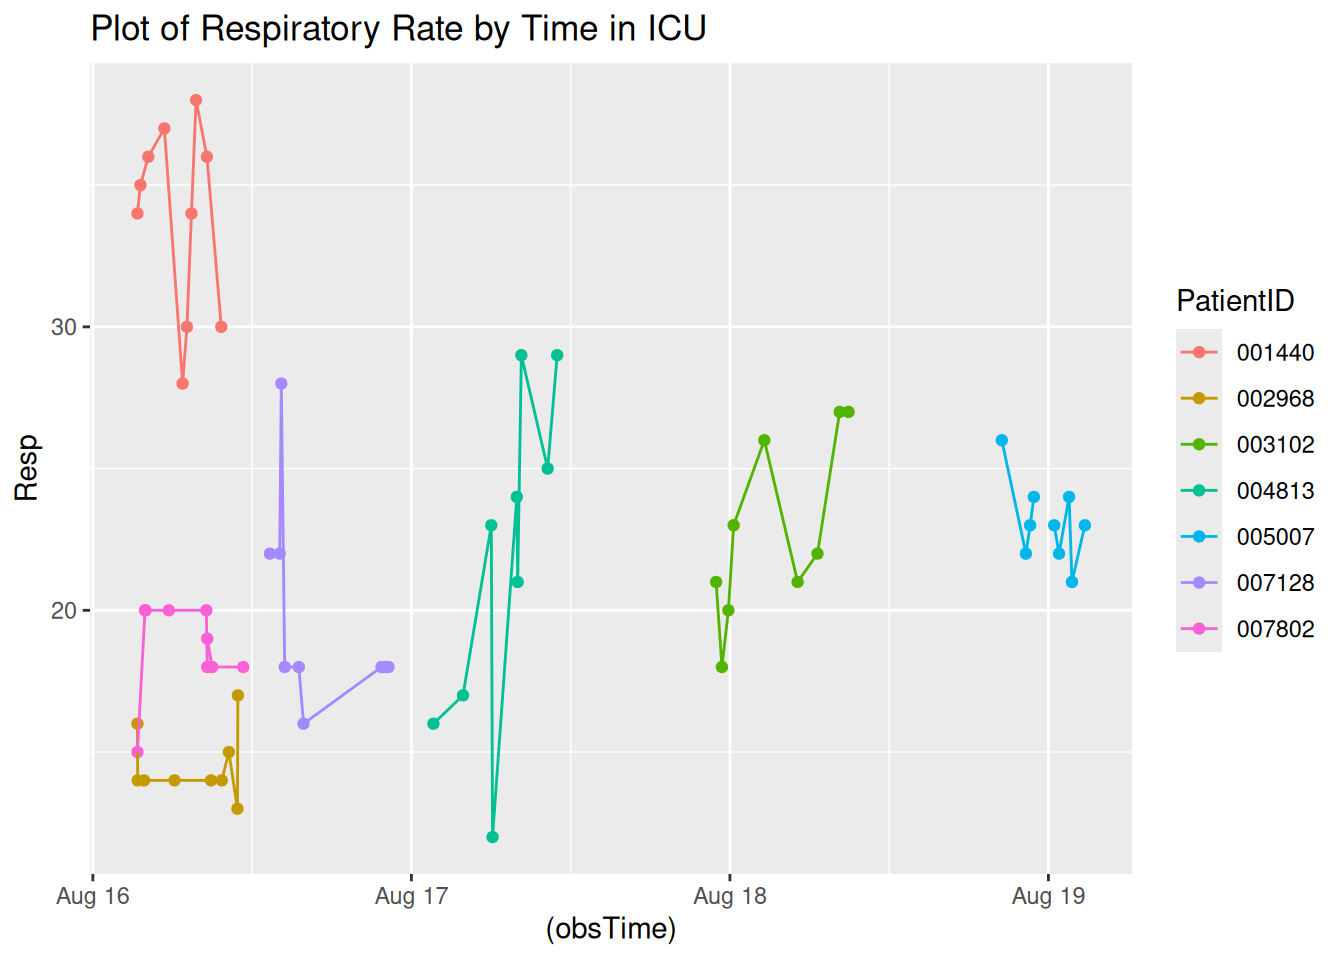 Plot of Respiratory Rate by Time in ICU
30
20
Resp
Aug 16
Aug 17
Aug 18
Aug 19
(obsTime)
PatientID
001440
002968
003102
004813
005007
007128
007802